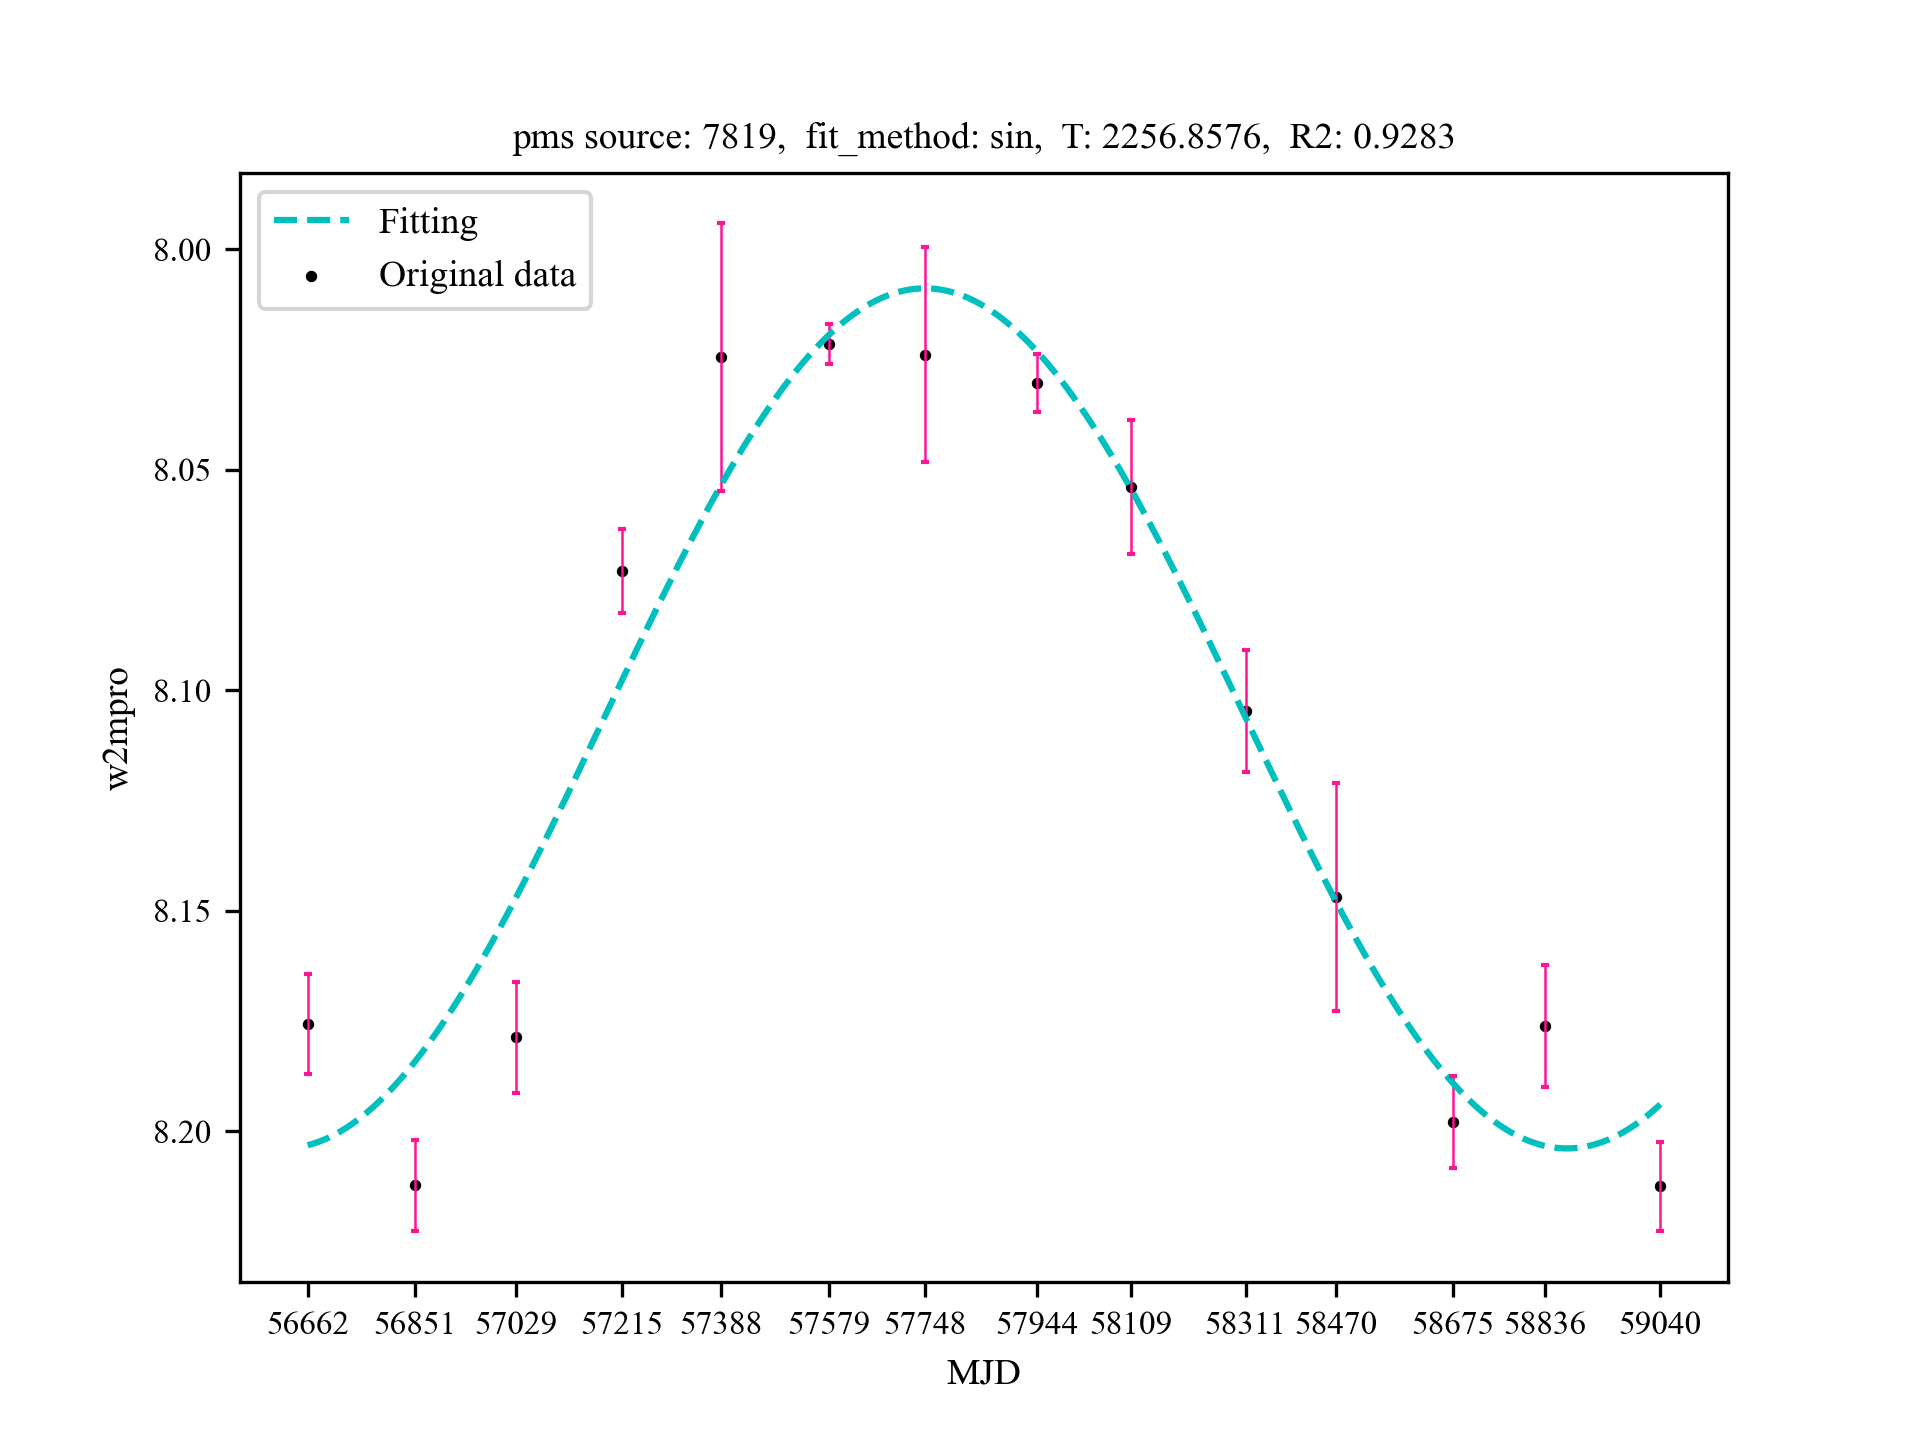 pms source: 7819,  fit_method: sin,  T: 2256.8576,  R2: 0.9283
Fitting
Original data
8.00
8.05
8.10
8.15
8.20
w2mpro
56662 56851 57029 57215 57388 57579 57748 57944 58109 58311 58470 58675 58836 59040
MJD